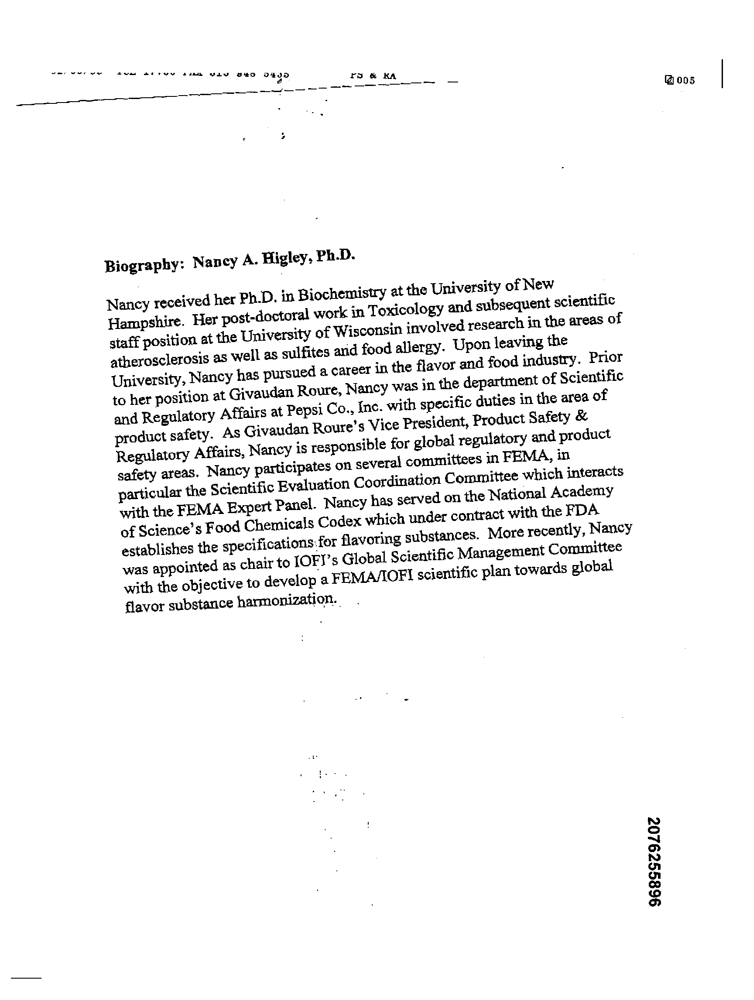 PS & RA
005
Biography: Nancy A. Higley, Ph.D.
Nancy received her Ph.D. in Biochemistry at the University of New
Hampshire. Her post-doctoral work in Toxicology and subsequent scientific
staff position at the University of Wisconsin involved research in the areas of
atherosclerosis as well as sulfites and food allergy. Upon leaving the
University, Nancy has pursued a career in the flavor and food industry. Prior
to her position at Givaudan Roure, Nancy was in the department of Scientific
and Regulatory Affairs at Pepsi Co., Inc. with specific duties in the area of
product safety. As Givaudan Roure's Vice President, Product Safety &
Regulatory Affairs, Nancy is responsible for global regulatory and product
safety areas. Nancy participates on several committees in FEMA, in
particular the Scientific Evaluation Coordination Committee which interacts
with the FEMA Expert Panel. Nancy has served on the National Academy
of Science's Food Chemicals Codex which under contract with the FDA
establishes the specifications for flavoring substances. More recently, Nancy
was appointed as chair to IOFI's Global Scientific Management Committee
with the objective to develop a FEMA/IOFI scientific plan towards global
flavor substance harmonization.
2076255896